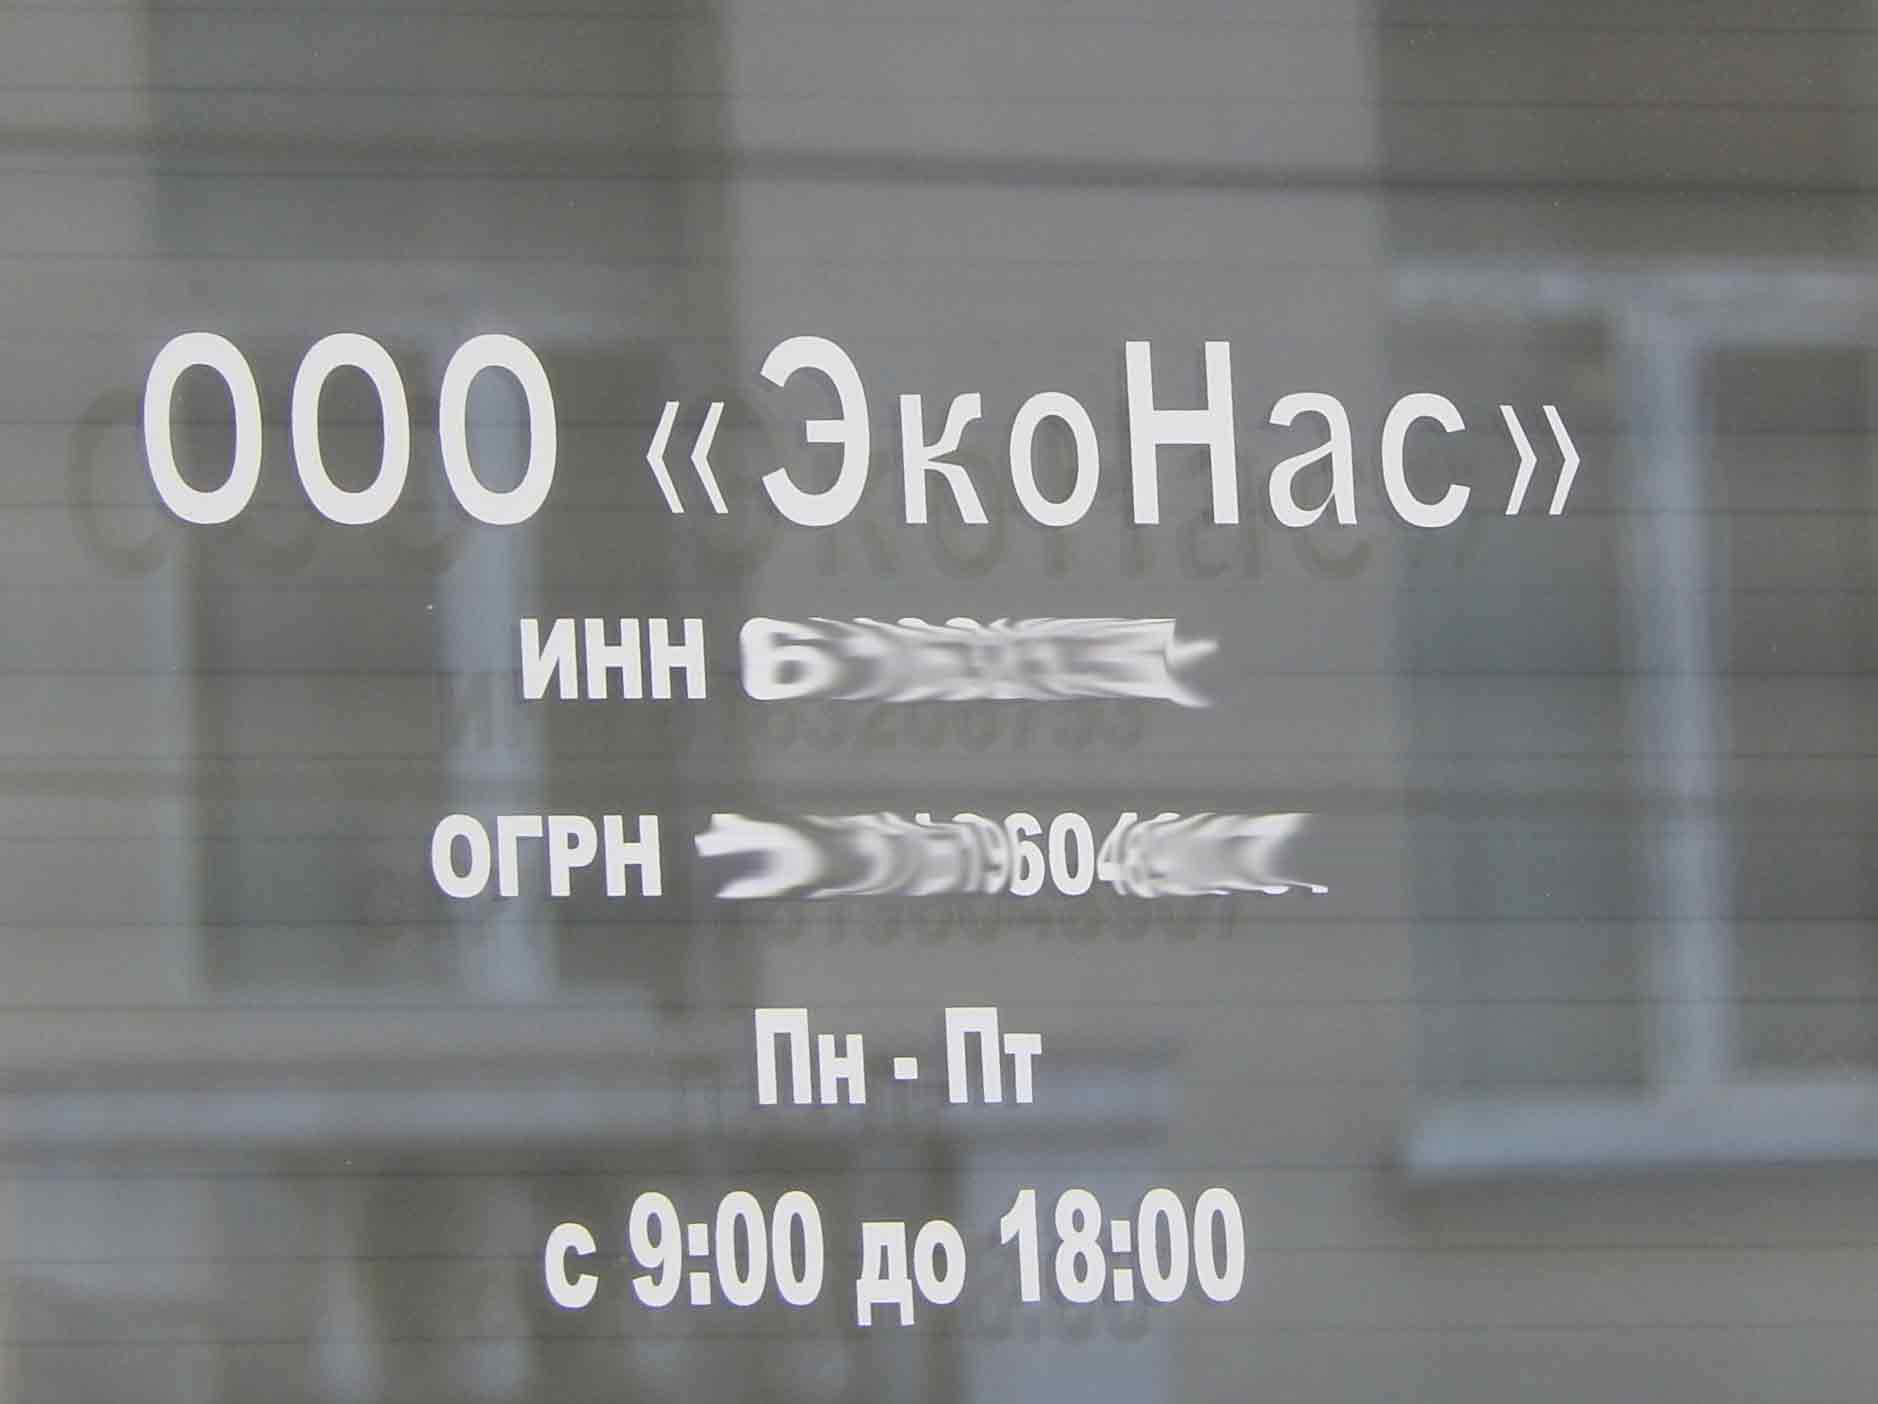 ООО «ЭкоНас»
ИНН
ОГРН
Пн - Пт
с 9:00 до 18:00